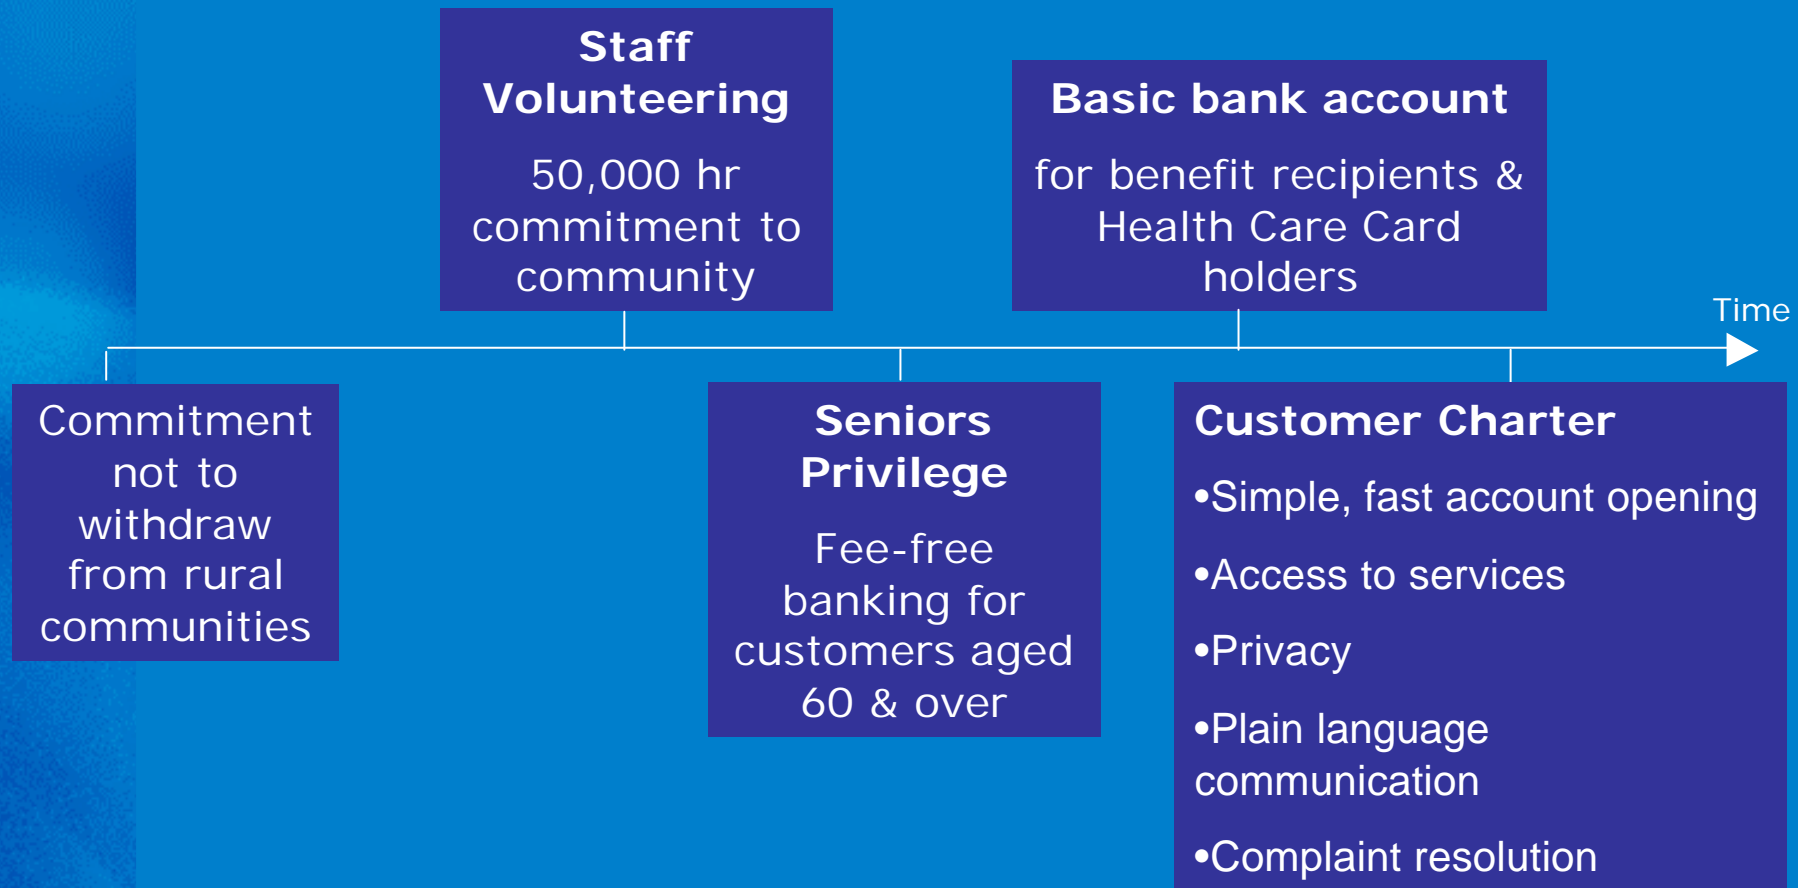 Staff
Volunteering
50,000 hr
commitment to
community
Basic bank account
for benefit recipients &
Health Care Card
holders
Time
Commitment
not to
withdraw
from rural
communities
Seniors
Privilege
Fee-free
banking for
customers aged
60 & over
Customer Charter
•Simple, fast account opening
•Access to services
•Privacy
•Plain language
communication
•Complaint resolution